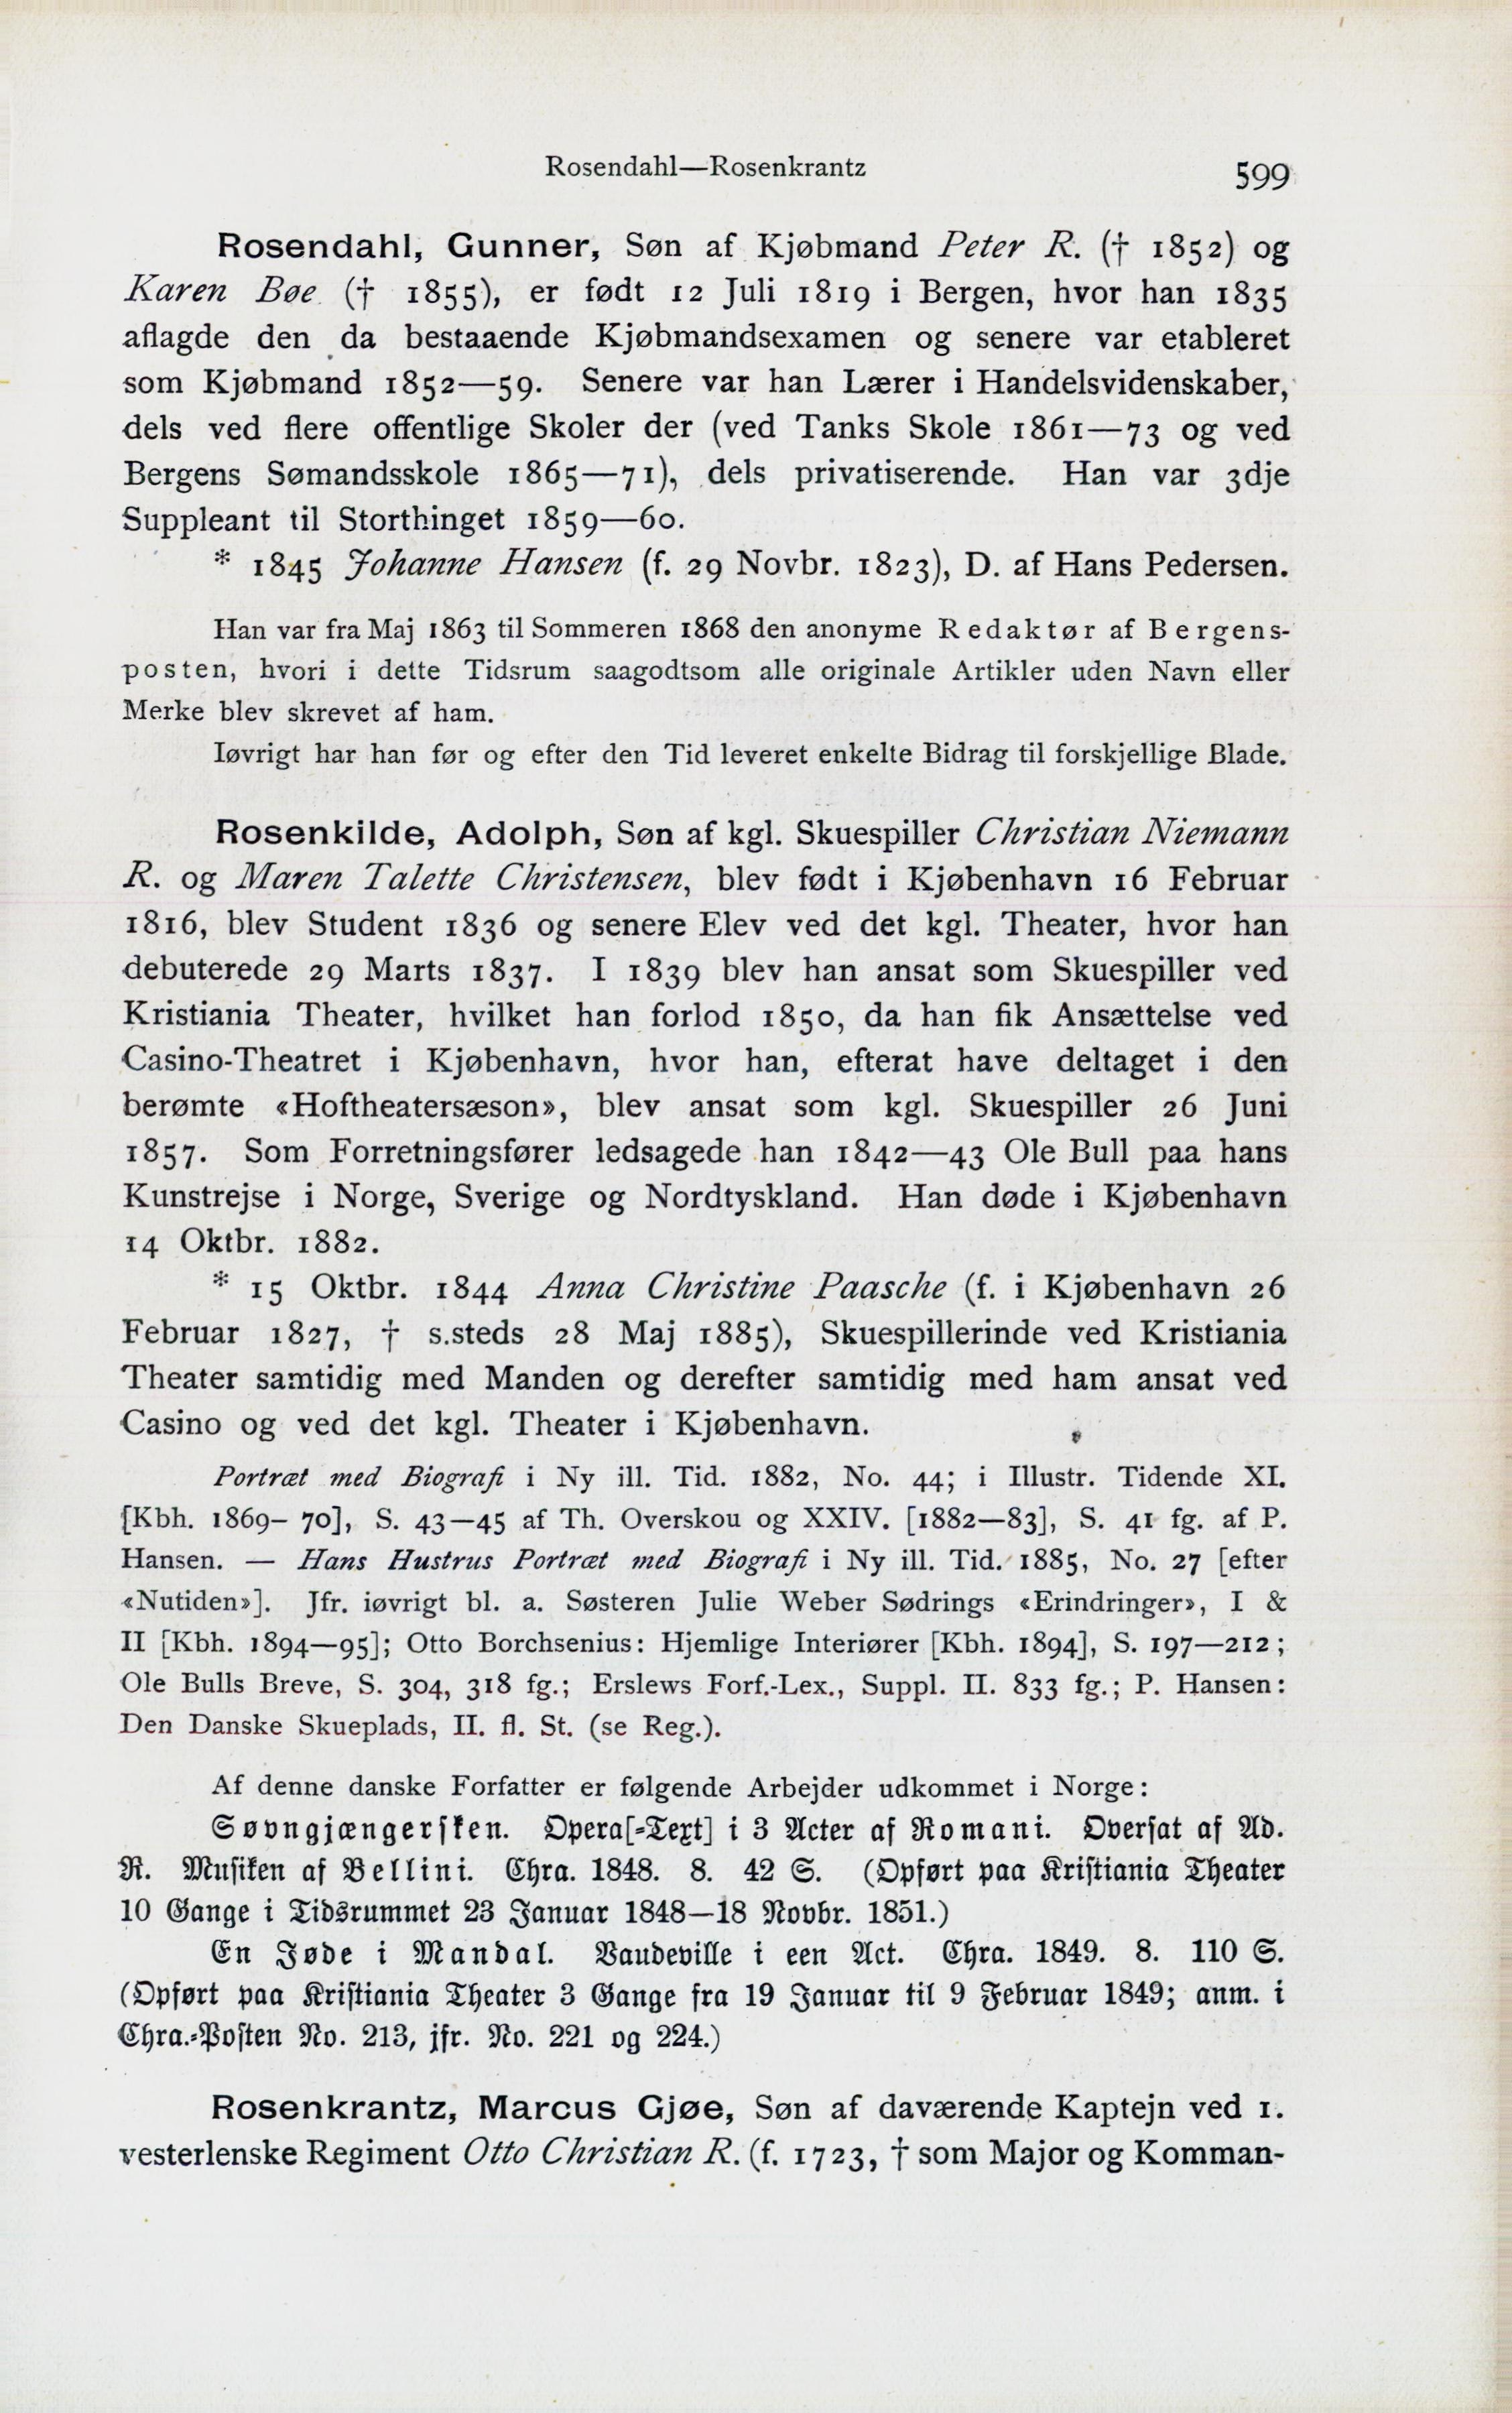 Rosendahl—Rosenkrantz
599
Rosendahl, Gunner, Søn af Kjøbmand Peter R. († 1852) og
Karen Bøe († 1855), er født 12 Juli 1819 i Bergen, hvor han 1835
aflagde den da bestaaende Kjøbmandsexamen og senere var etableret
som Kjøbmand 1852—59. Senere var han Lærer i Handelsvidenskaber,
dels ved flere offentlige Skoler der (ved Tanks Skole 1861—73 og ved
Bergens Sømandsskole 1865—71), dels privatiserende. Han var 3dje
Suppleant til Storthinget 1859—60.
* 1845 Johanne Hansen (f. 29 Novbr. 1823), D. af Hans Pedersen.
Han var fra Maj 1863 til Sommeren 1868 den anonyme Redaktør af Bergens-
posten, hvori i dette Tidsrum saagodtsom alle originale Artikler uden Navn eller
Merke blev skrevet af ham.
Iøvrigt har han før og efter den Tid leveret enkelte Bidrag til forskjellige Blade.
Rosenkilde, Adolph, Søn af kgl. Skuespiller Christian Niemann
R. og Maren Talette Christensen, blev født i Kjøbenhavn 16 Februar
1816, blev Student 1836 og senere Elev ved det kgl. Theater, hvor han
debuterede 29 Marts 1837. I 1839 blev han ansat som Skuespiller ved
Kristiania Theater, hvilket han forlod 1850, da han fik Ansættelse ved
Casino-Theatret i Kjøbenhavn, hvor han, efterat have deltaget i den
berømte «Hoftheatersæson», blev ansat som kgl. Skuespiller 26 Juni
1857. Som Forretningsfører ledsagede han 1842—43 Ole Bull paa hans
Kunstrejse i Norge, Sverige og Nordtyskland. Han døde i Kjøbenhavn
14 Oktbr. 1882.
* 15 Oktbr. 1844 Anna Christine Paasche (f. i Kjøbenhavn 26
Februar 1827, † s.steds 28 Maj 1885), Skuespillerinde ved Kristiania
Theater samtidig med Manden og derefter samtidig med ham ansat ved
Casino og ved det kgl. Theater i Kjøbenhavn.
Portræt med Biografi i Ny ill. Tid. 1882, No. 44; i Illustr. Tidende XI.
[Kbh. 1869– 70], S. 43—45 af Th. Overskou og XXIV. [1882—83], S. 41 fg. af P.
Hansen. — Hans Hustrus Portræt med Biografi i Ny ill. Tid. 1885, No. 27 [efter
«Nutiden»]. Jfr. iøvrigt bl. a. Søsteren Julie Weber Sødrings «Erindringer», I &
II [Kbh. 1894—95]; Otto Borchsenius: Hjemlige Interiører [Kbh. 1894], S. 197—212;
Ole Bulls Breve, S. 304, 318 fg.; Erslews Forf.-Lex., Suppl. II. 833 fg.; P. Hansen:
Den Danske Skueplads, II. fl. St. (se Reg.).
Af denne danske Forfatter er følgende Arbejder udkommet i Norge:
Søvngjængersken. Opera[-Text] i 3 Acter af Romani. Oversat af Ad.
R. Musiken af Bellini. Chra. 1848. 8. 42 S. (Opført paa Kristiania Theater
10 Gange i Tidsrummet 23 Januar 1848—18 Novbr. 1851.)
En Jøde i Mandal. Vaudeville i een Act. Chra. 1849. 8. 110 S.
(Opført paa Kristiania Theater 3 Gange fra 19 Januar til 9 Februar 1849; anm. i
Chra.-Posten No. 213, jfr. No. 221 og 224.)
Rosenkrantz, Marcus Gjøe, Søn af daværende Kaptejn ved 1.
vesterlenske Regiment Otto Christian R. (f. 1723, † som Major og Komman-